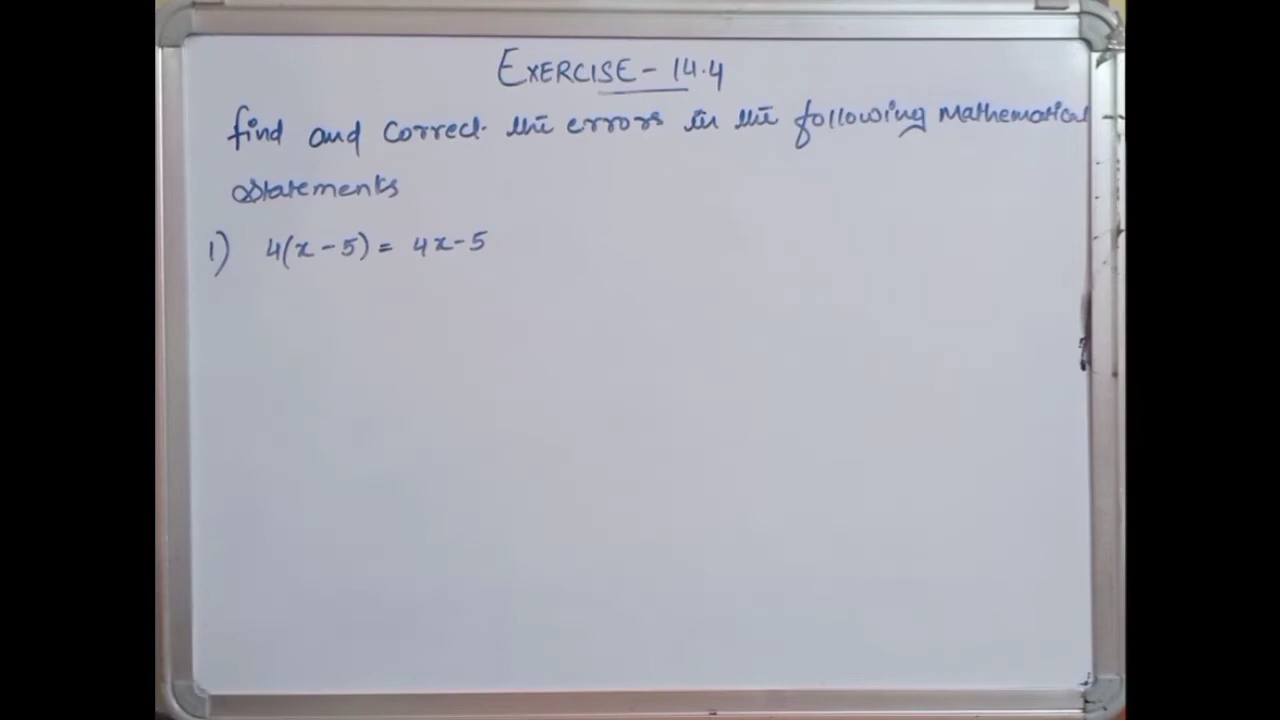 EXERCISE - 14.4
find and correct the errors in the following Mathematical
statements
1) 4(x - 5) = 4x - 5